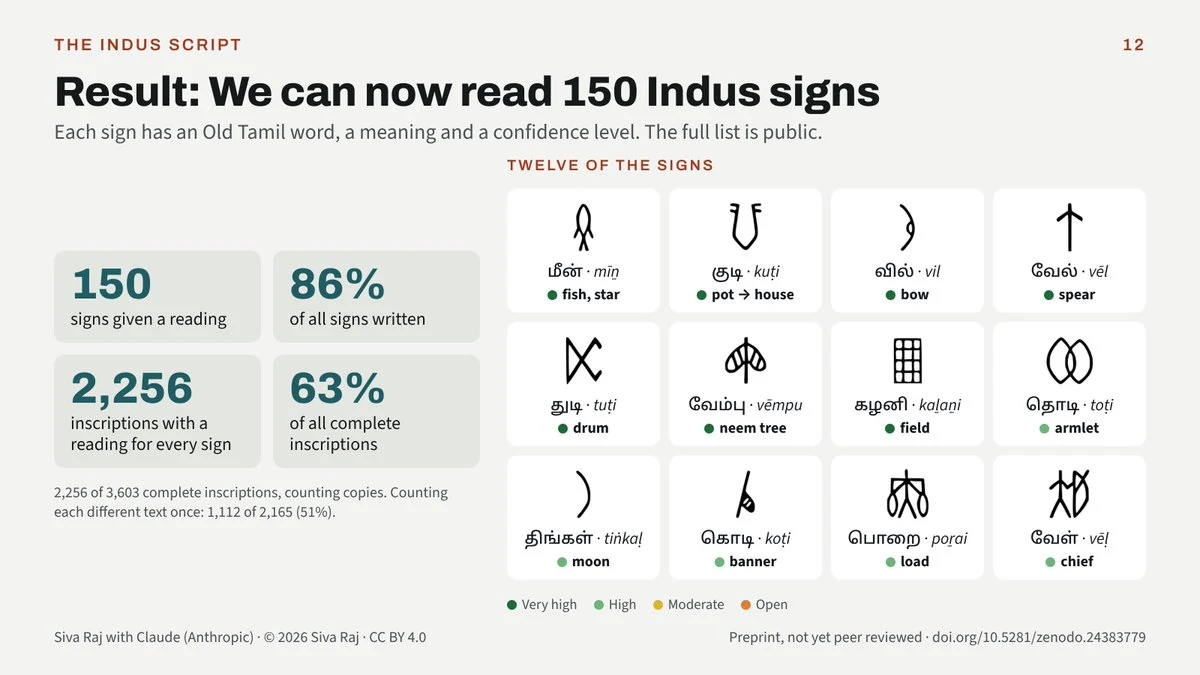 THE INDUS SCRIPT
12
Result: We can now read 150 Indus signs
Each sign has an Old Tamil word, a meaning and a confidence level. The full list is public.
150
signs given a reading
86%
of all signs written
2,256
inscriptions with a
reading for every sign
63%
of all complete
inscriptions
2,256 of 3,603 complete inscriptions, counting copies. Counting
each different text once: 1,112 of 2,165 (51%).
TWELVE OF THE SIGNS
மீன் · mīṉ
fish, star
குடி · kuṭi
pot → house
வில் · vil
bow
வேல் · vēl
spear
துடி · tuṭi
drum
வேம்பு · vēmpu
neem tree
கழனி · kaḻaṉi
field
தொடி · toṭi
armlet
திங்கள் · tiṅkaḷ
moon
கொடி · koṭi
banner
பொறை · poṟai
load
வேள் · vēḷ
chief
Very high High Moderate Open
Siva Raj with Claude (Anthropic) · © 2026 Siva Raj · CC BY 4.0
Preprint, not yet peer reviewed · doi.org/10.5281/zenodo.24383779